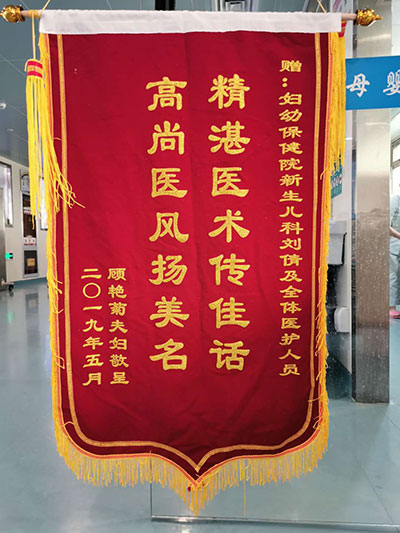 赠：妇幼保健院新生儿科刘倩及全体医护人员
精湛医术传佳话
高尚医风扬美名
顾艳菊夫妇敬呈
二〇一九年五月
母婴